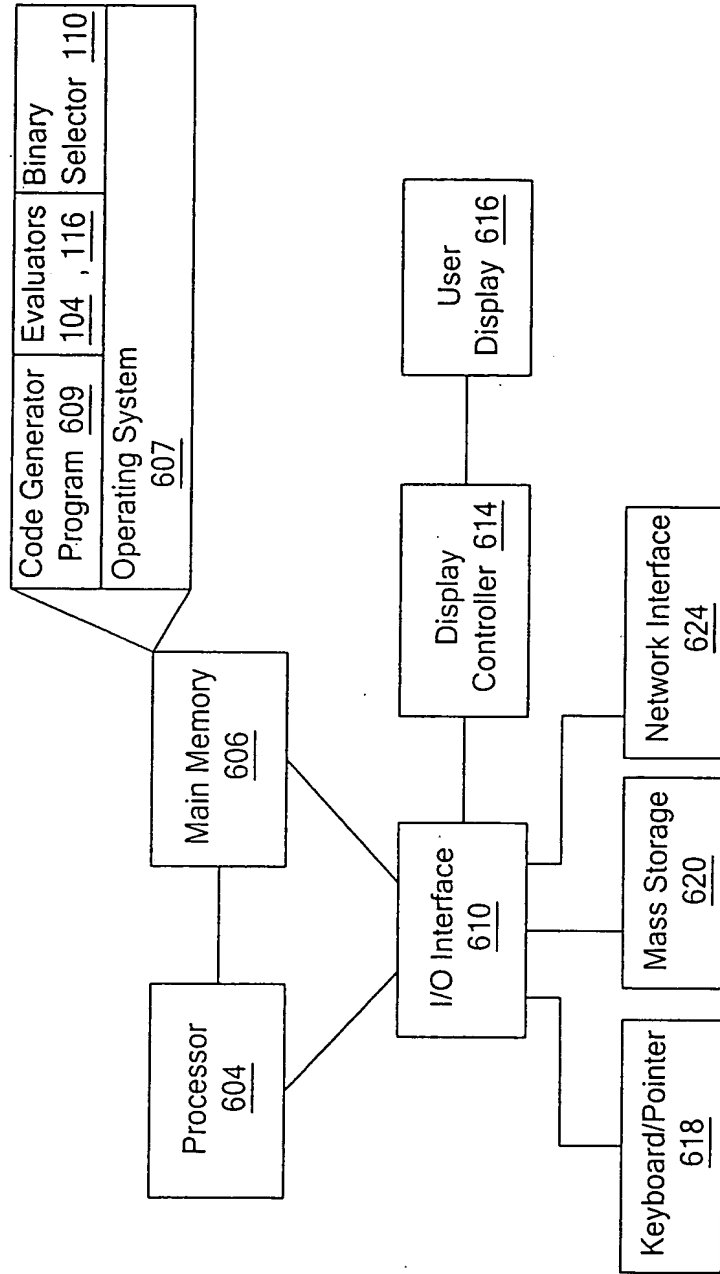 Code Generator
Program 609
Evaluators
104 , 116
Binary
Selector 110
Operating System
607
Processor
604
Main Memory
606
I/O Interface
610
Display
Controller 614
User
Display 616
Keyboard/Pointer
618
Mass Storage
620
Network Interface
624